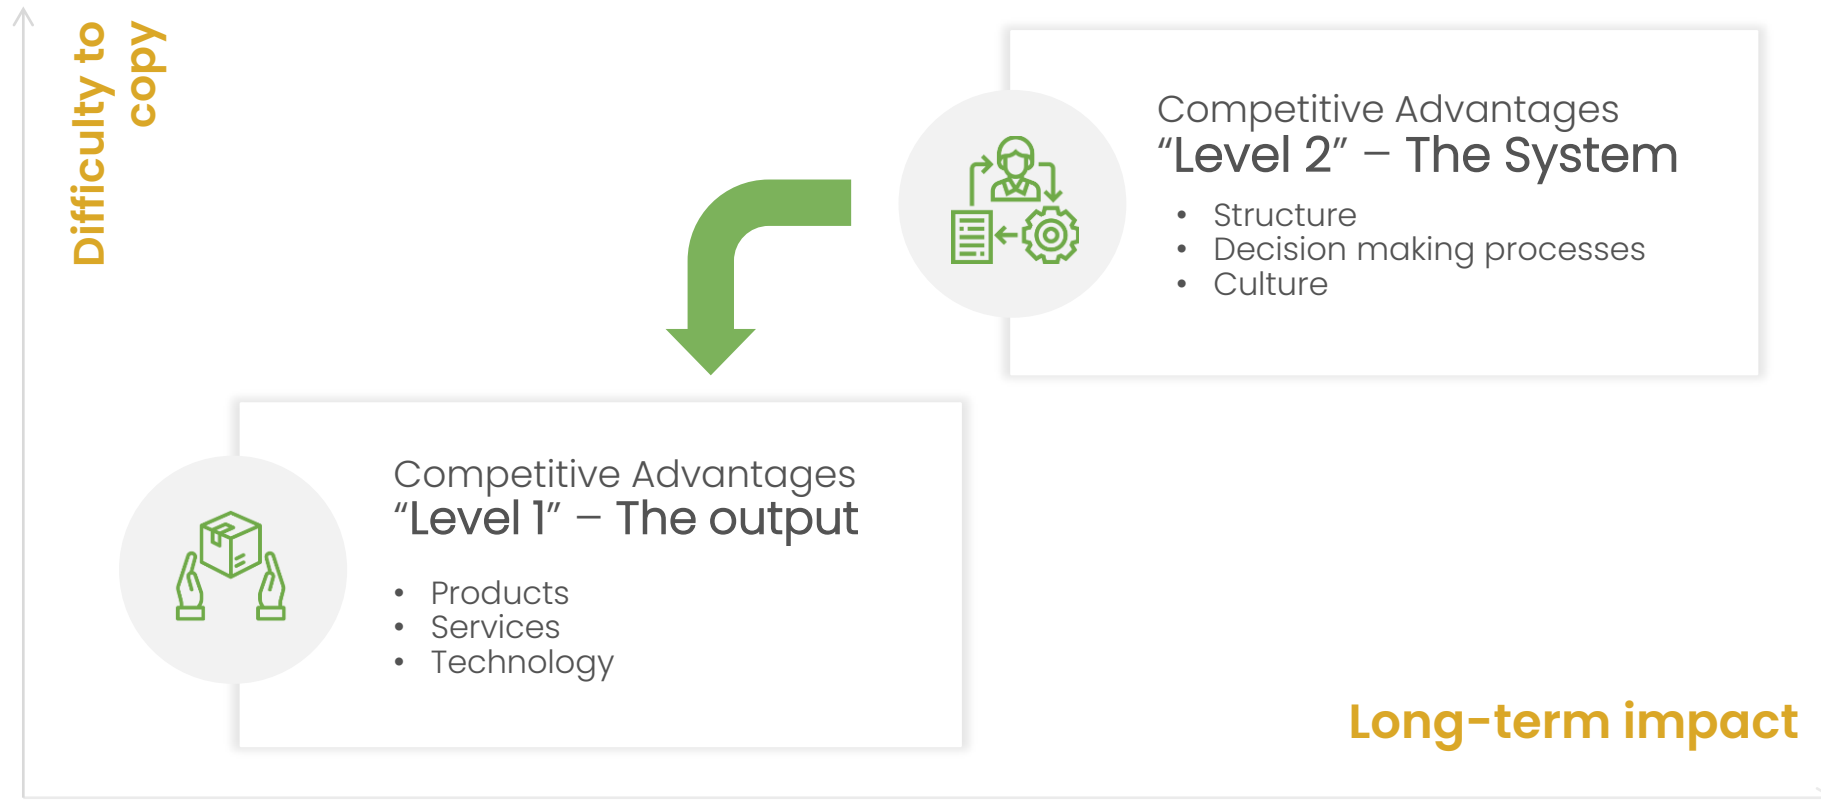 Difficulty to
copy
Competitive Advantages
“Level 2” – The System
• Structure
• Decision making processes
• Culture
Competitive Advantages
“Level 1” – The output
• Products
• Services
• Technology
Long-term impact